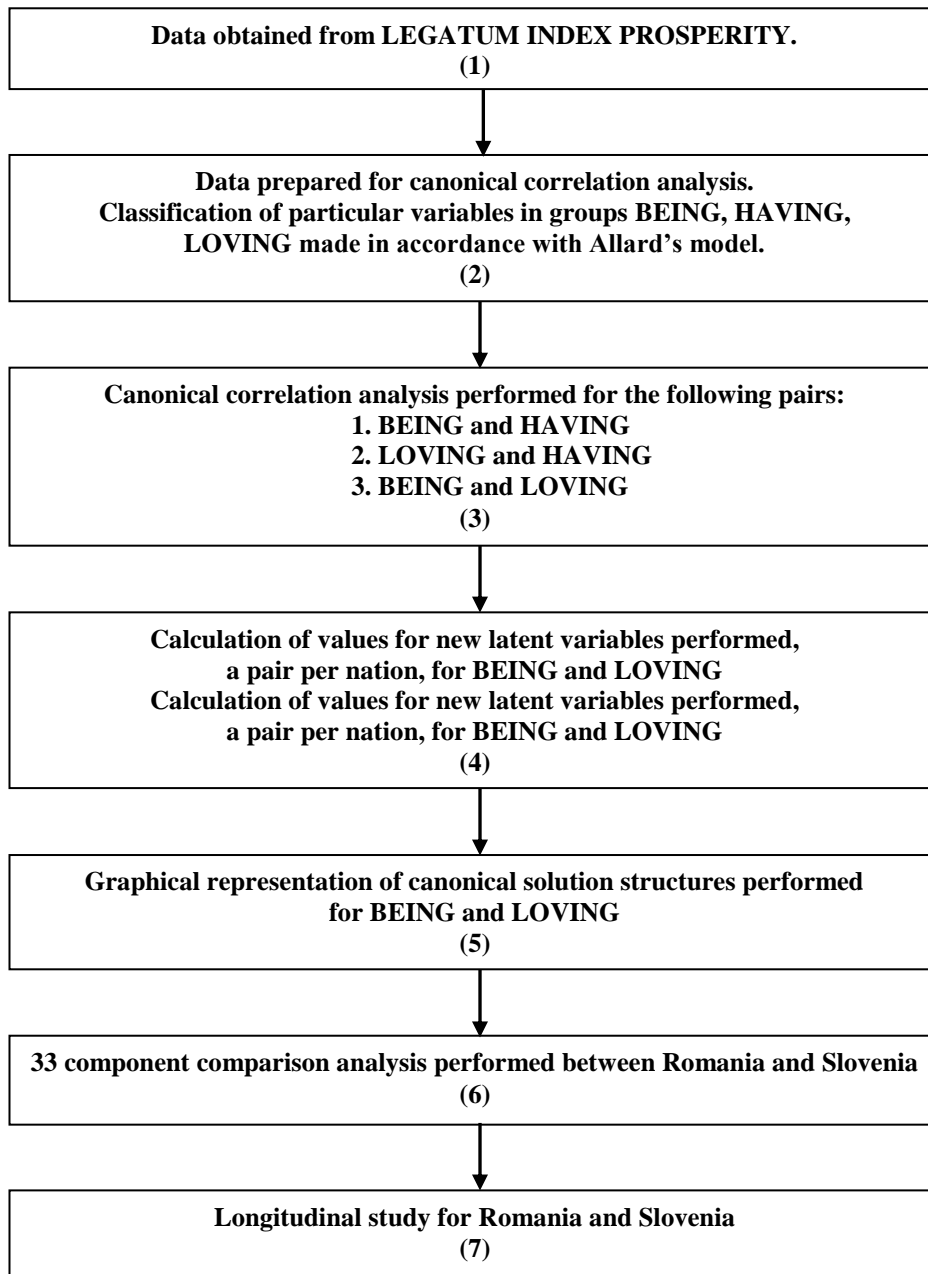 Data obtained from LEGATUM INDEX PROSPERITY.
(1)
Data prepared for canonical correlation analysis.
Classification of particular variables in groups BEING, HAVING,
LOVING made in accordance with Allard’s model.
(2)
Canonical correlation analysis performed for the following pairs:
1. BEING and HAVING
2. LOVING and HAVING
3. BEING and LOVING
(3)
Calculation of values for new latent variables performed,
a pair per nation, for BEING and LOVING
Calculation of values for new latent variables performed,
a pair per nation, for BEING and LOVING
(4)
Graphical representation of canonical solution structures performed
for BEING and LOVING
(5)
33 component comparison analysis performed between Romania and Slovenia
(6)
Longitudinal study for Romania and Slovenia
(7)